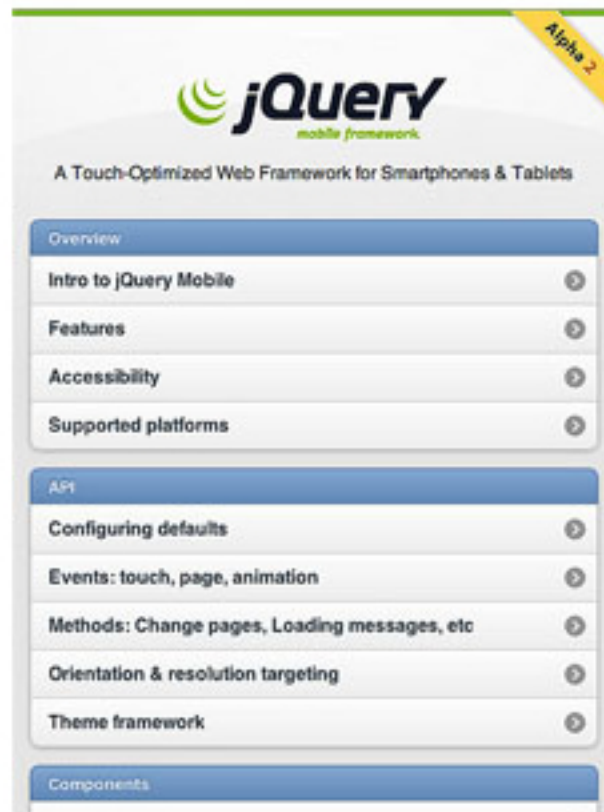 Alpha 2
jQuery
mobile framework
A Touch-Optimized Web Framework for Smartphones & Tablets
Overview
Intro to jQuery Mobile
Features
Accessibility
Supported platforms
API
Configuring defaults
Events: touch, page, animation
Methods: Change pages, Loading messages, etc
Orientation & resolution targeting
Theme framework
Components